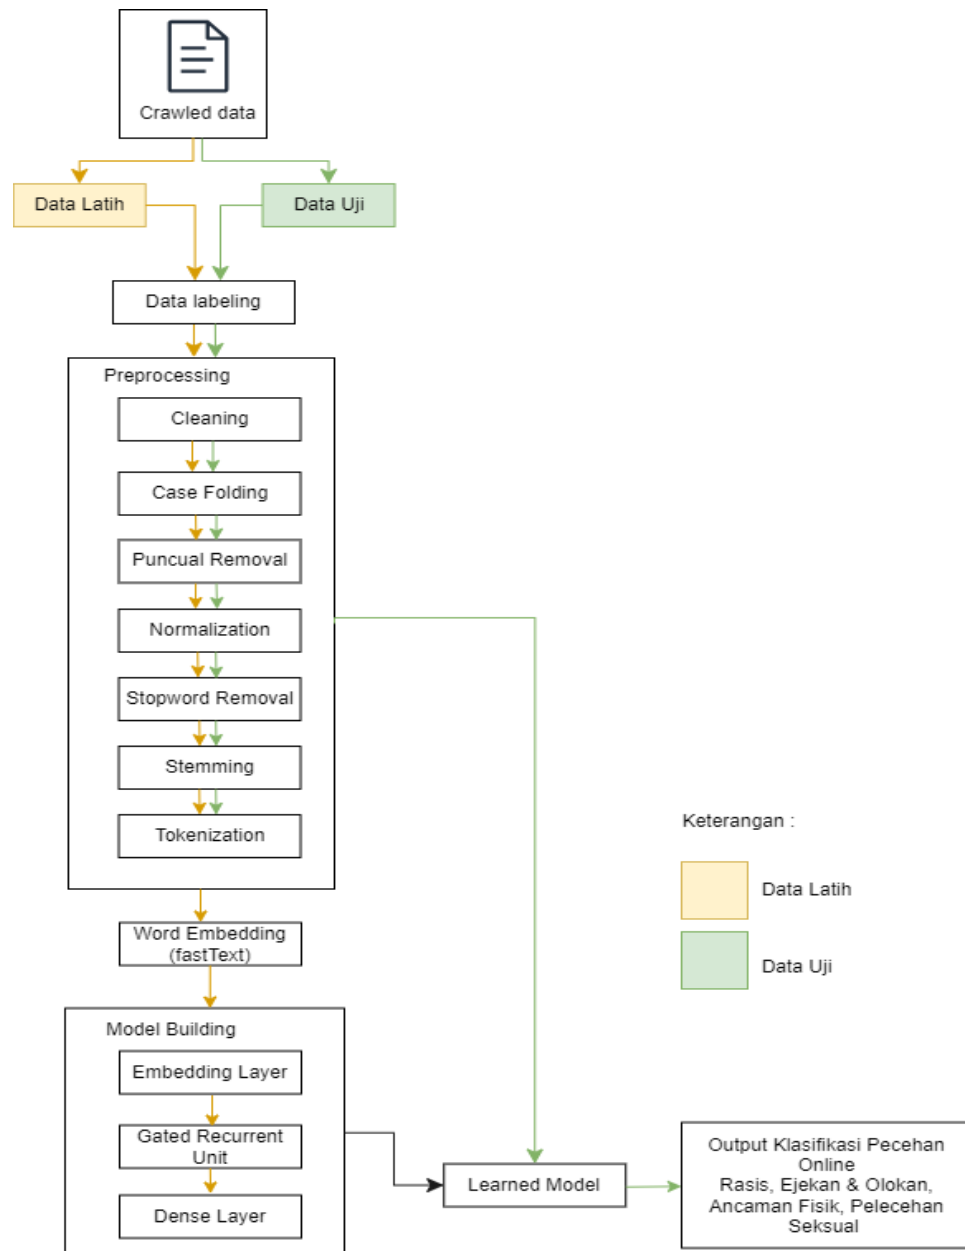 Crawled data
Data Latih
Data Uji
Data labeling
Preprocessing
Cleaning
Case Folding
Puncual Removal
Normalization
Stopword Removal
Stemming
Tokenization
Word Embedding
(fastText)
Model Building
Embedding Layer
Gated Recurrent
Unit
Dense Layer
Learned Model
Output Klasifikasi Pecehan
Online
Rasis, Ejekan & Olokan,
Ancaman Fisik, Pelecehan
Seksual
Keterangan :
Data Latih
Data Uji